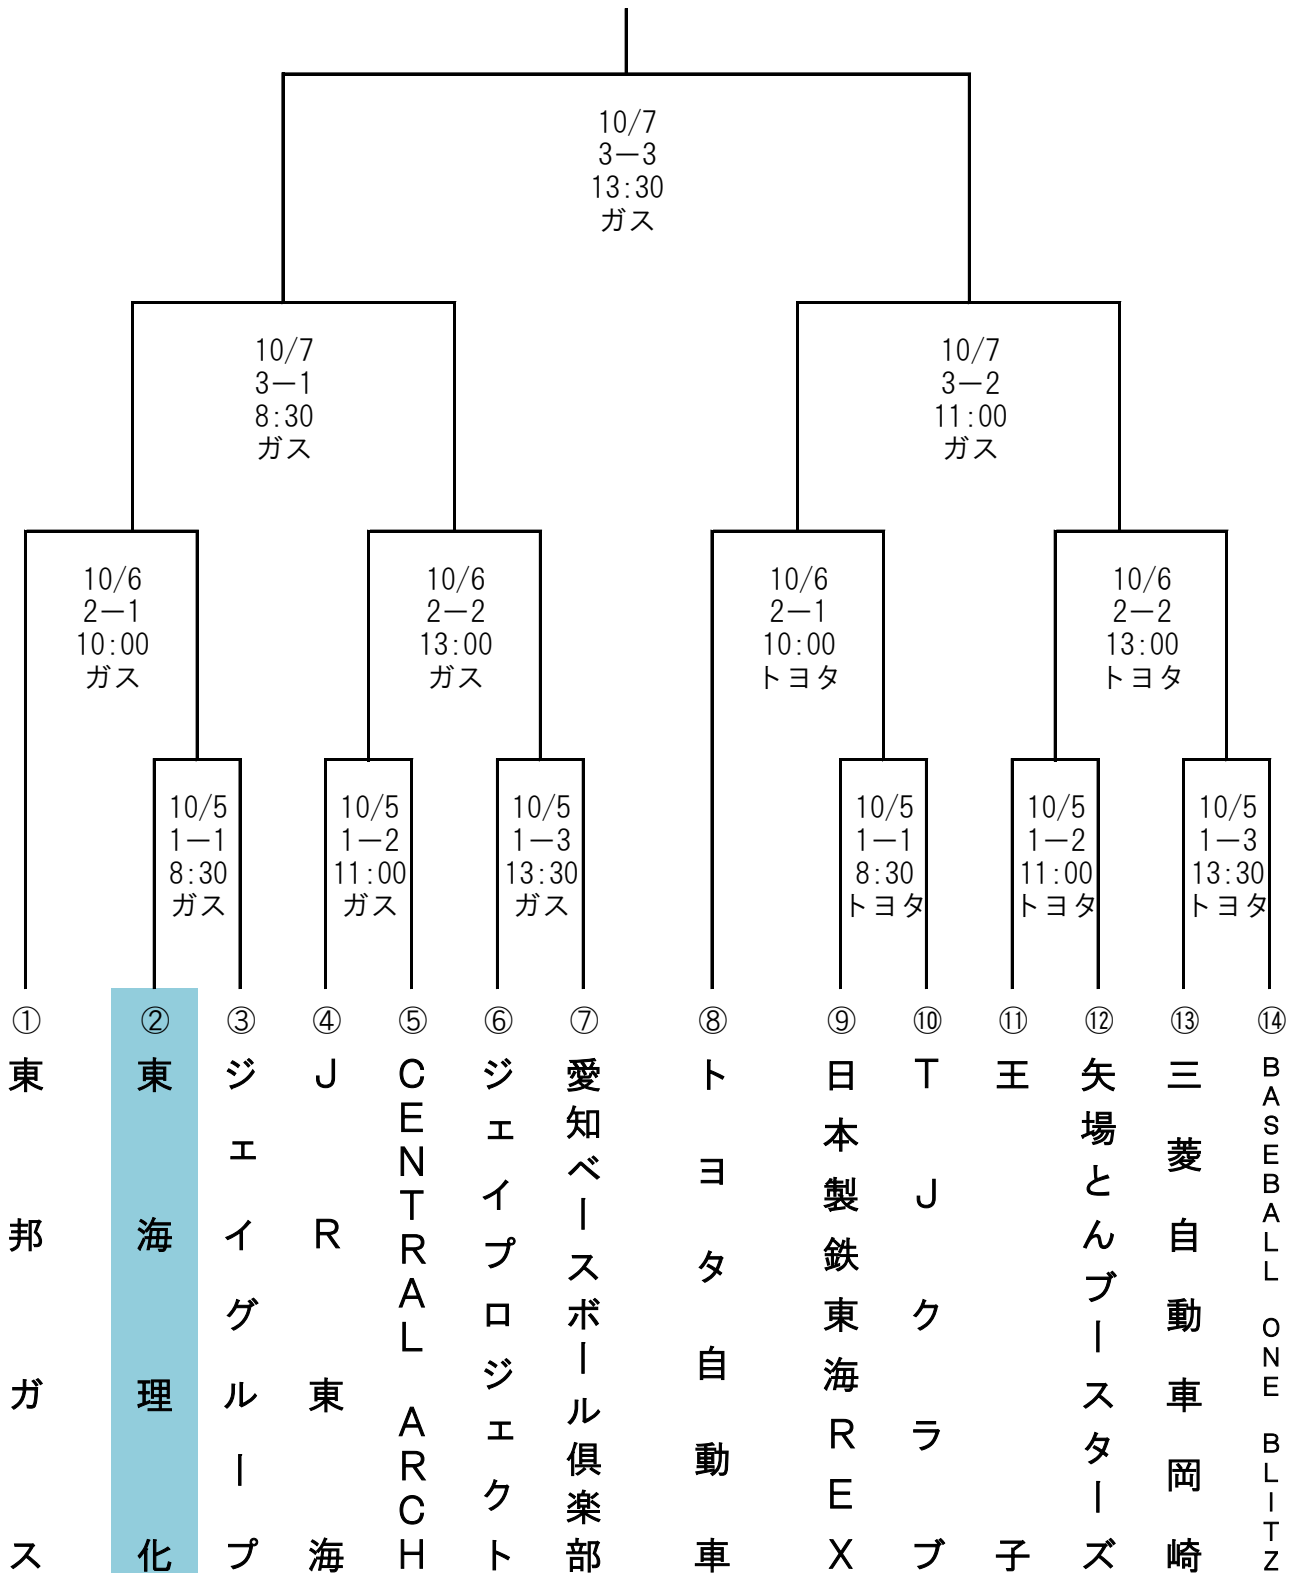 10/7
3―3
13:30
ガス
10/7
3―1
8:30
ガス
10/7
3―2
11:00
ガス
10/6
2―1
10:00
ガス
10/6
2―2
13:00
ガス
10/6
2―1
10:00
トヨタ
10/6
2―2
13:00
トヨタ
10/5
1―1
8:30
ガス
10/5
1―2
11:00
ガス
10/5
1―3
13:30
ガス
10/5
1―1
8:30
トヨタ
10/5
1―2
11:00
トヨタ
10/5
1―3
13:30
トヨタ
①東邦ガス
②東海理化
③ジェイグループ
④JR東海
⑤CENTRAL ARCH
⑥ジェイプロジェクト
⑦愛知ベースボール倶楽部
⑧トヨタ自動車
⑨日本製鉄東海REX
⑩TJクラブ
⑪王子
⑫矢場とんブースターズ
⑬三菱自動車岡崎
⑭BASEBALL ONE BLITZ